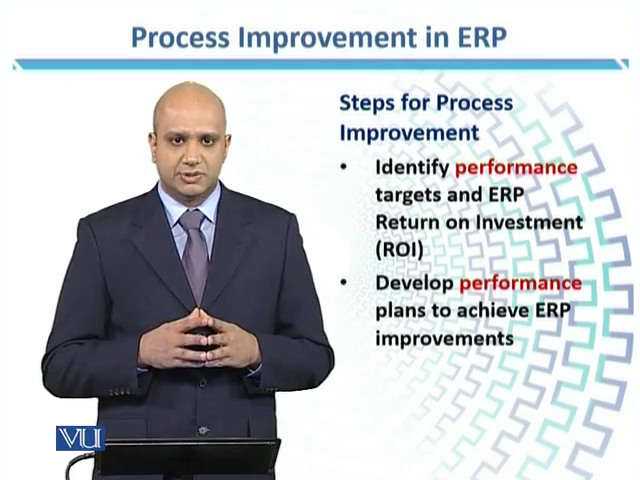 Process Improvement in ERP
Steps for Process
Improvement
• Identify performance
targets and ERP
Return on Investment
(ROI)
• Develop performance
plans to achieve ERP
improvements
VU